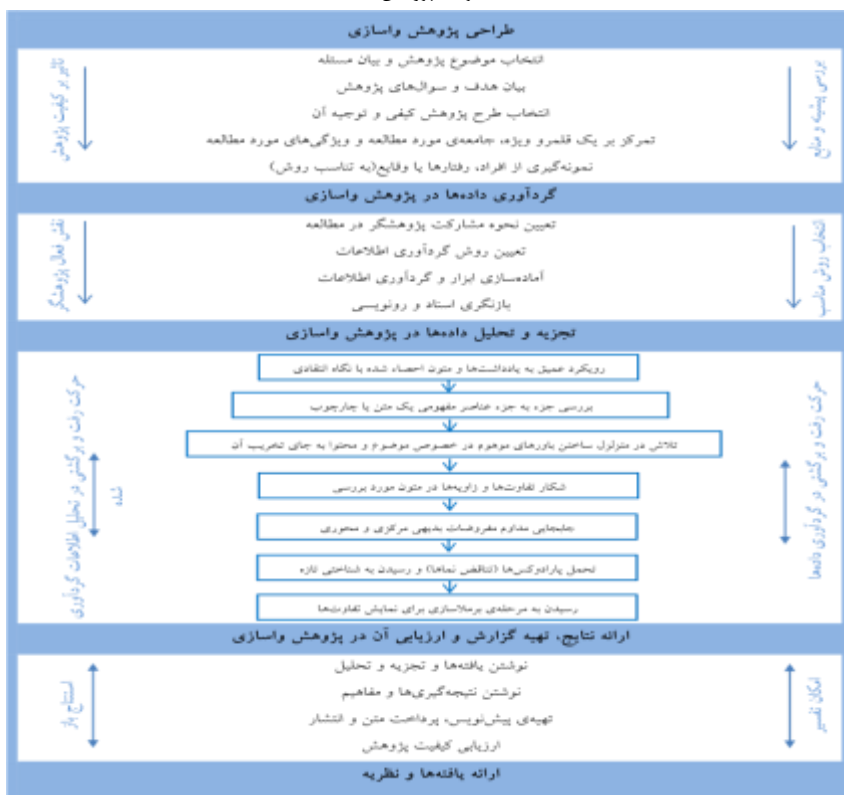 طراحی پژوهش واسازی
بررسی پیشینه و منابع
انتخاب موضوع پژوهش و بیان مسئله
بیان هدف و سوال‌های پژوهش
انتخاب طرح پژوهش کیفی و توجیه آن
تمرکز بر یک قلمرو ویژه، جامعه‌ی مورد مطالعه و ویژگی‌های مورد مطالعه
نمونه‌گیری از افراد، رفتارها یا وقایع(به تناسب روش)
تاثیر بر کیفیت پژوهش
گردآوری داده‌ها در پژوهش واسازی
انتخاب روش مناسب
تعیین نحوه مشارکت پژوهشگر در مطالعه
تعیین روش گردآوری اطلاعات
آماده‌سازی ابزار و گردآوری اطلاعات
بازنگری اسناد و رونویسی
نقش فعال پژوهشگر
تجزیه و تحلیل داده‌ها در پژوهش واسازی
حرکت رفت و برگشتی در گردآوری داده‌ها
رویکرد عمیق به یادداشت‌ها و متون احصاء شده با نگاه انتقادی
بررسی جزء به جزء عناصر مفهومی یک متن یا چارچوب
تلاش در متزلزل ساختن باورهای موهوم در خصوص موضوع و محتوا به جای تخریب آن
شکار تفاوت‌ها و زاویه‌ها در متون مورد بررسی
جابجایی مداوم مفروضات بدیهی مرکزی و محوری
تحمل پارادوکس‌ها (تناقض نماها) و رسیدن به شناختی تازه
رسیدن به مرحله‌ی برملاسازی برای نمایش تفاوت‌ها
حرکت رفت و برگشتی در تحلیل اطلاعات گردآوری
شده
ارائه نتایج، تهیه گزارش و ارزیابی آن در پژوهش واسازی
امکان تفسیر
نوشتن یافته‌ها و تجزیه و تحلیل
نوشتن نتیجه‌گیری‌ها و مفاهیم
تهیه‌ی پیش‌نویس، پرداخت متن و انتشار
ارزیابی کیفیت پژوهش
استنتاج باز
ارائه یافته‌ها و نظریه